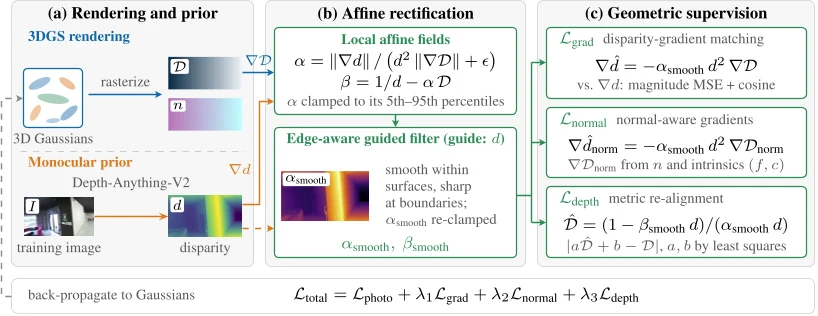 (a) Rendering and prior
3DGS rendering
𝒟
∇𝒟
rasterize
n
3D Gaussians
Monocular prior
∇d
Depth-Anything-V2
I
d
training image
disparity
(b) Affine rectification
Local affine fields
α = ‖∇d‖ / (d² ‖∇𝒟‖ + ϵ)
β = 1/d − α 𝒟
α clamped to its 5th–95th percentiles
Edge-aware guided filter (guide: d)
α_smooth
smooth within
surfaces, sharp
at boundaries;
α_smooth re-clamped
α_smooth, β_smooth
(c) Geometric supervision
ℒ_grad disparity-gradient matching
∇d̂ = −α_smooth d² ∇𝒟
vs. ∇d: magnitude MSE + cosine
ℒ_normal normal-aware gradients
∇d̂_norm = −α_smooth d² ∇𝒟_norm
∇𝒟_norm from n and intrinsics (f, c)
ℒ_depth metric re-alignment
𝒟̂ = (1 − β_smooth d)/(α_smooth d)
|a𝒟̂ + b − 𝒟|, a, b by least squares
back-propagate to Gaussians
ℒ_total = ℒ_photo + λ₁ℒ_grad + λ₂ℒ_normal + λ₃ℒ_depth